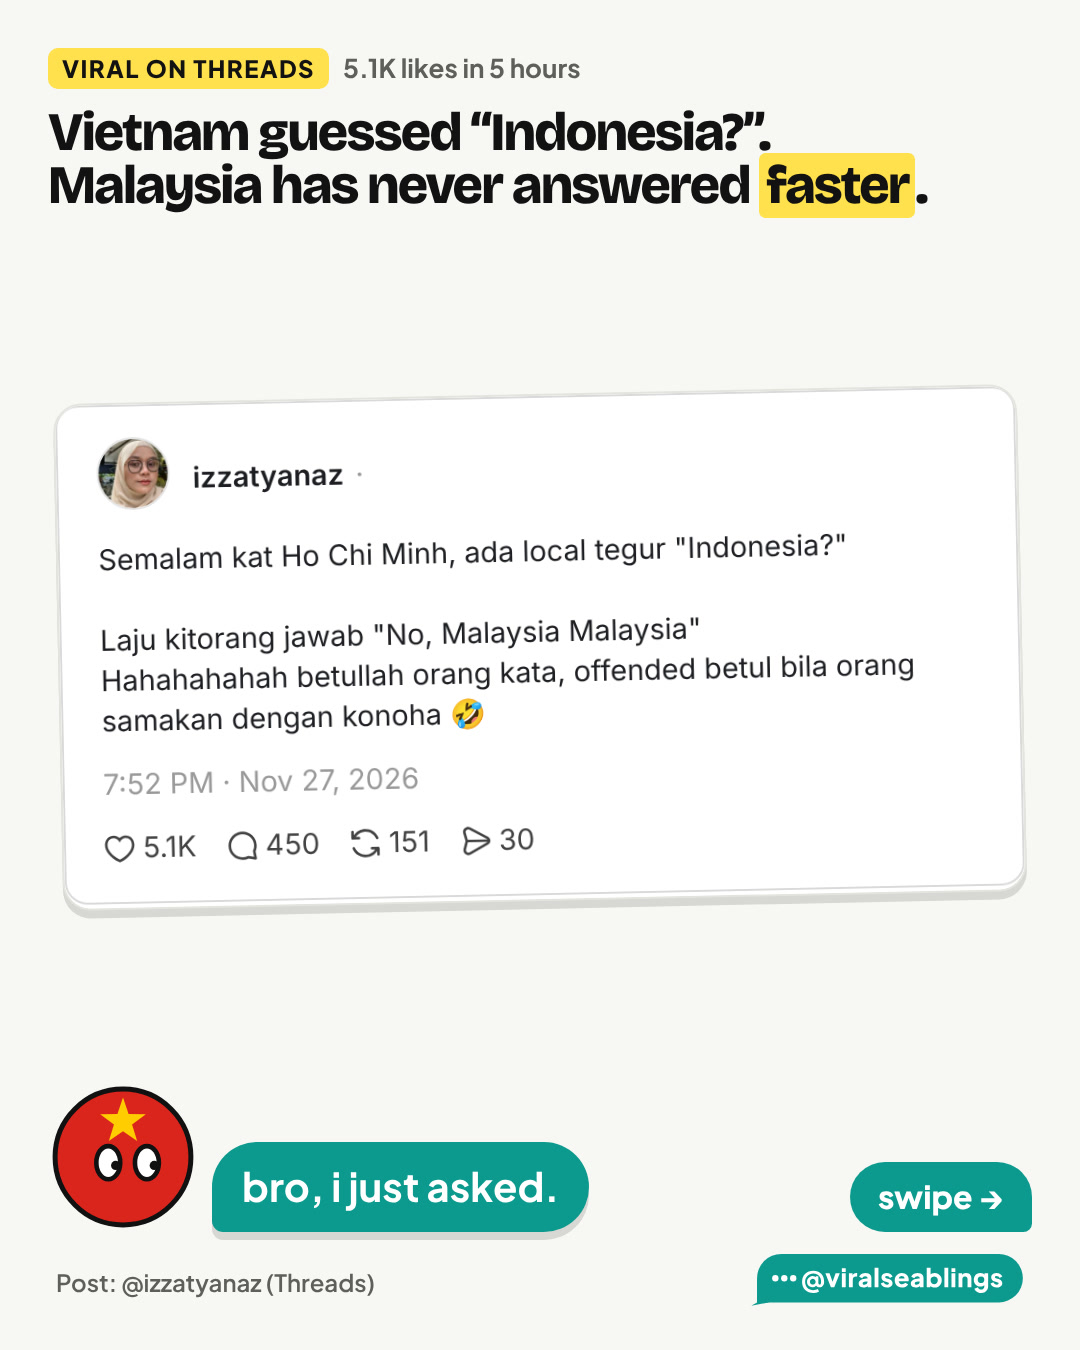 VIRAL ON THREADS 5.1K likes in 5 hours
Vietnam guessed “Indonesia?”.
Malaysia has never answered faster.
izzatyanaz ·
Semalam kat Ho Chi Minh, ada local tegur "Indonesia?"
Laju kitorang jawab "No, Malaysia Malaysia"
Hahahahahah betullah orang kata, offended betul bila orang
samakan dengan konoha 🤣
7:52 PM · Nov 27, 2026
5.1K 450 151 30
bro, i just asked.
swipe →
Post: @izzatyanaz (Threads)
•••@viralseablings